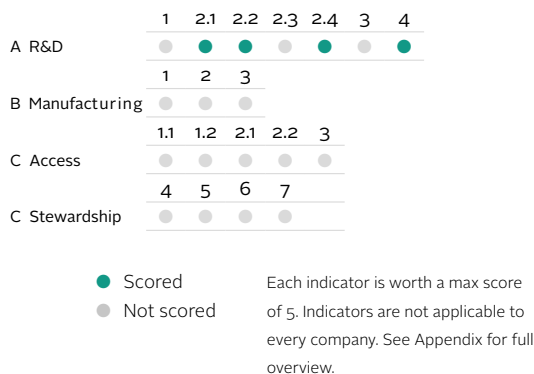 1 2.1 2.2 2.3 2.4 3 4
A R&D
1 2 3
B Manufacturing
1.1 1.2 2.1 2.2 3
C Access
4 5 6 7
C Stewardship
Scored
Not scored
Each indicator is worth a max score
of 5. Indicators are not applicable to
every company. See Appendix for full
overview.